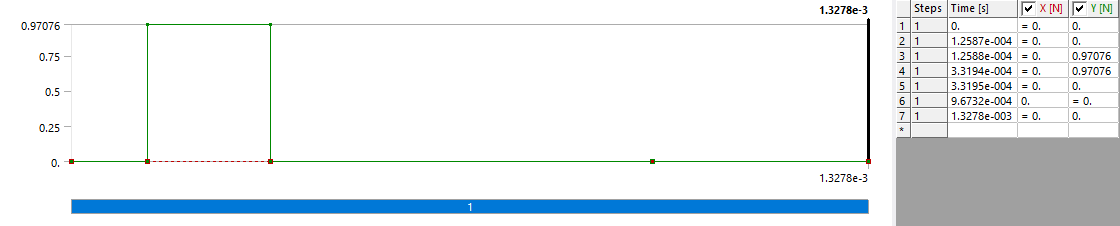 1.3278e-3
0.97076
0.75
0.5
0.25
0.
1.3278e-3
1
Steps Time [s] X [N] Y [N]
1 1 0. = 0. 0.
2 1 1.2587e-004 = 0. 0.
3 1 1.2588e-004 = 0. 0.97076
4 1 3.3194e-004 = 0. 0.97076
5 1 3.3195e-004 = 0. 0.
6 1 9.6732e-004 0. = 0.
7 1 1.3278e-003 = 0. 0.
*